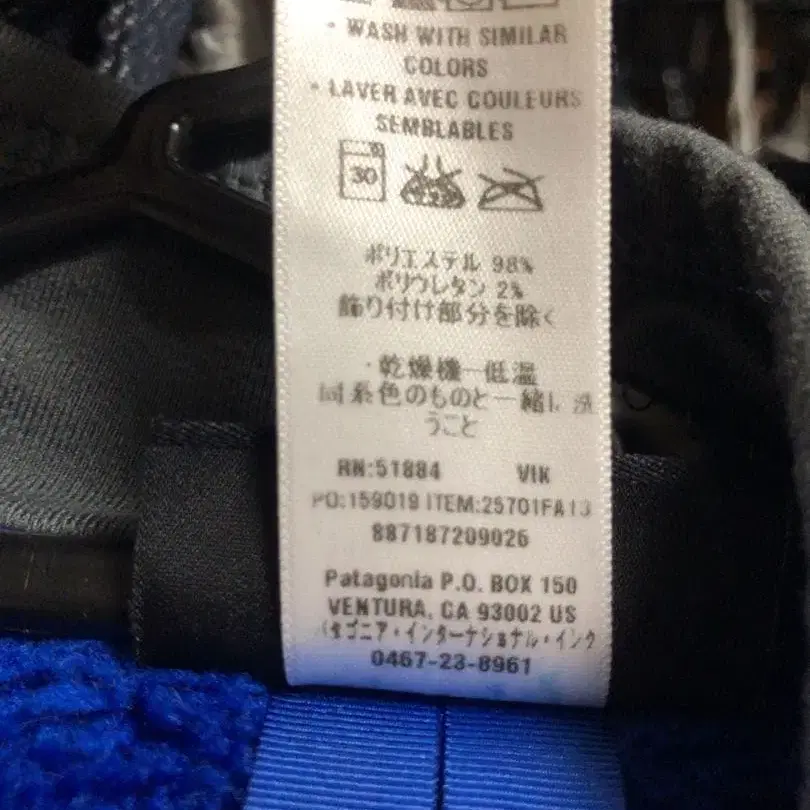 • WASH WITH SIMILAR
COLORS
• LAVER AVEC COULEURS
SEMBLABLES
30
ポリエステル 98%
ポリウレタン 2%
飾り付け部分を除く
・乾燥機一低温
同系色のものと一緒に洗
うこと
RN:51884 VIK
PO:159019 ITEM:25701FA13
887187209026
Patagonia P.O. BOX 150
VENTURA, CA 93002 US
パタゴニア・インターナショナル・インク
0467-23-8961